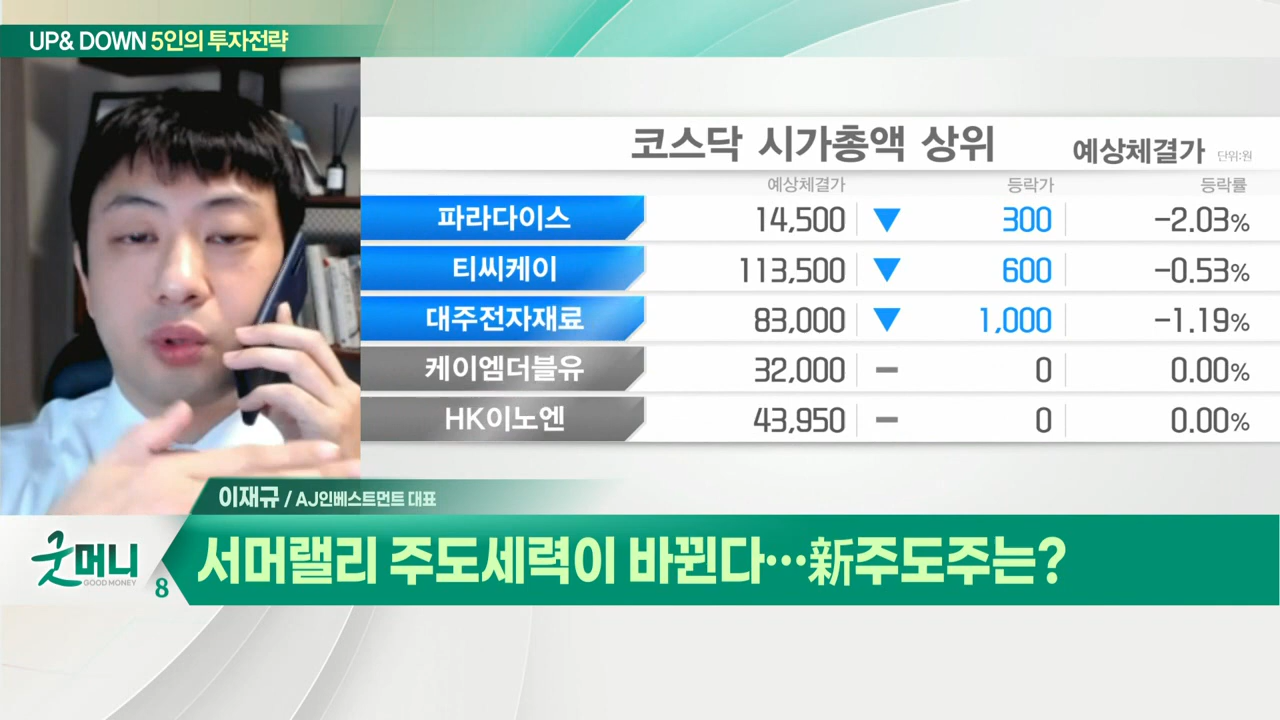 UP& DOWN 5인의 투자전략
코스닥 시가총액 상위 예상체결가 단위:원
예상체결가 등락가 등락률
파라다이스 14,500 ▼ 300 -2.03%
티씨케이 113,500 ▼ 600 -0.53%
대주전자재료 83,000 ▼ 1,000 -1.19%
케이엠더블유 32,000 - 0 0.00%
HK이노엔 43,950 - 0 0.00%
이재규 / AJ인베스트먼트 대표
굿머니
GOOD MONEY
8
서머랠리 주도세력이 바뀐다…新주도주는?